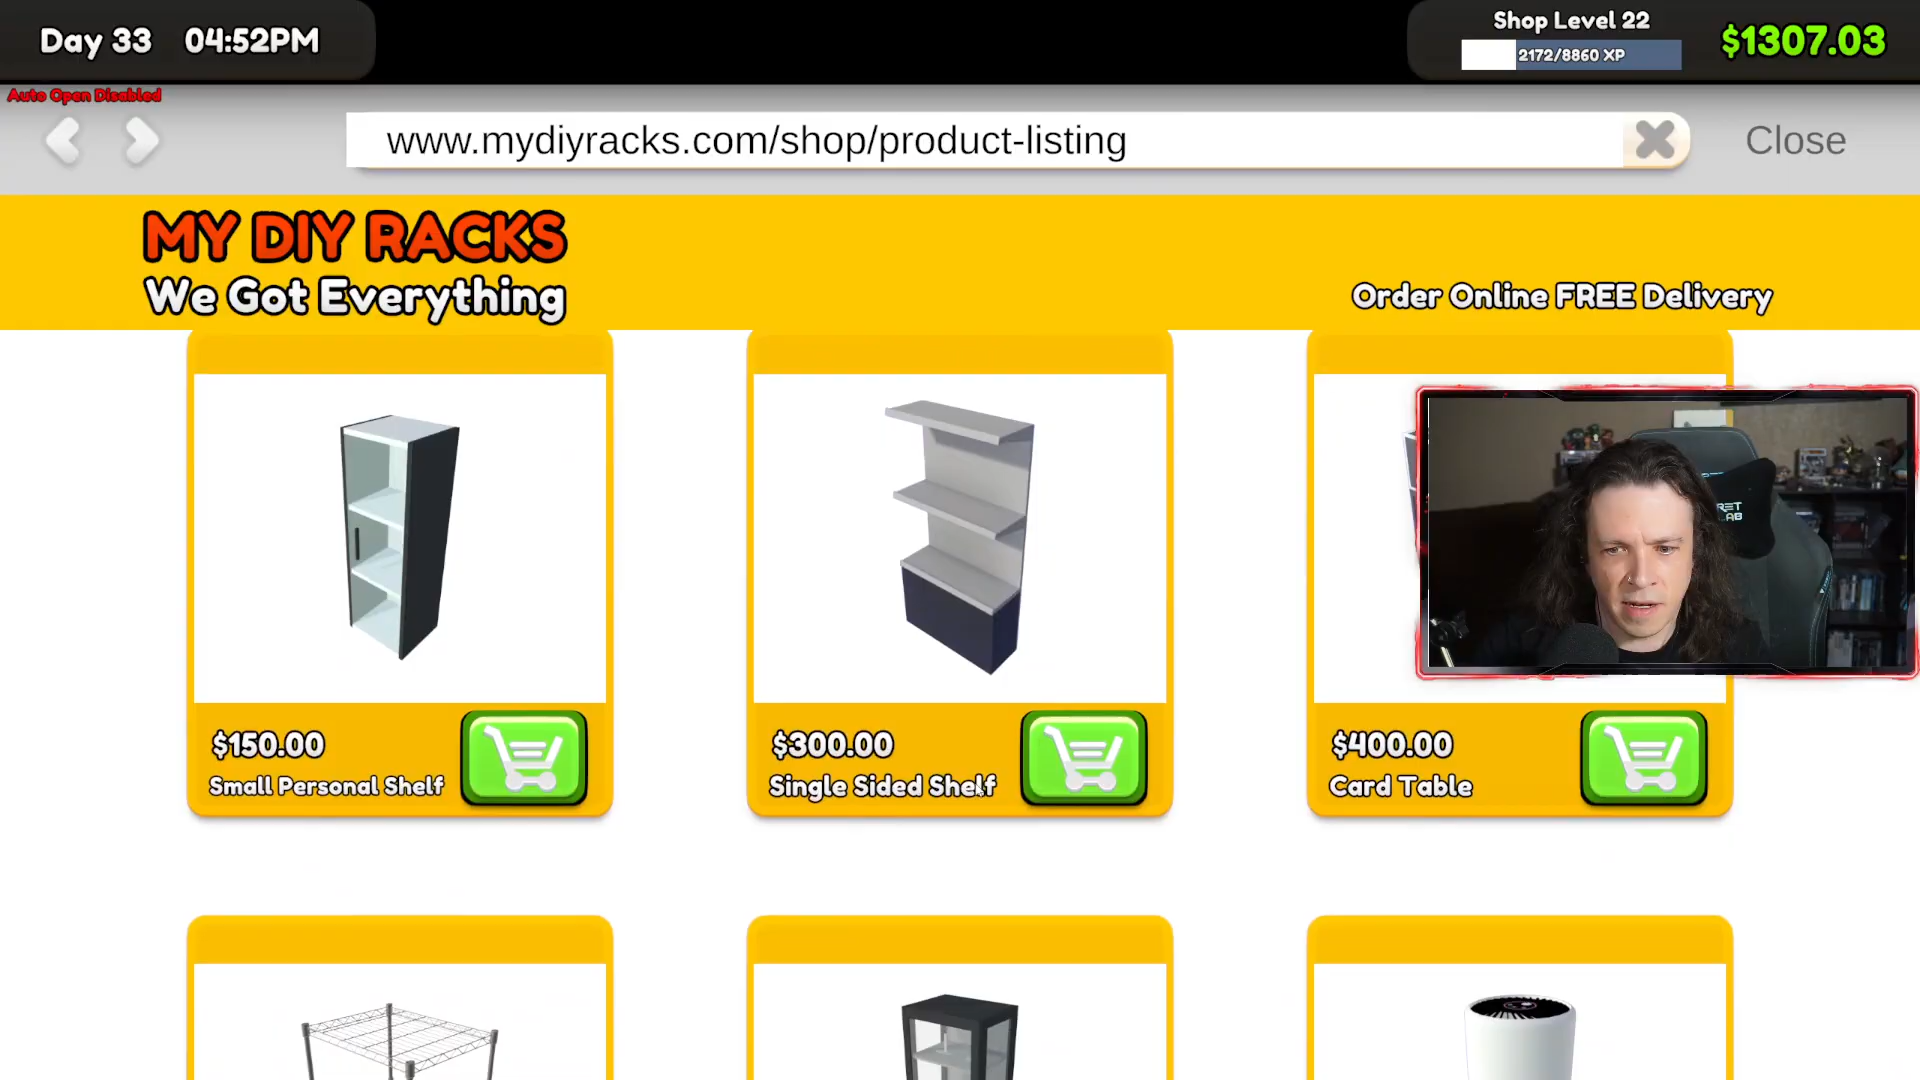 Day 33 04:52PM
Shop Level 22
2172/8860 XP
$1307.03
Auto Open Disabled
www.mydiyracks.com/shop/product-listing
Close
MY DIY RACKS
We Got Everything
Order Online FREE Delivery
$150.00
Small Personal Shelf
$300.00
Single Sided Shelf
$400.00
Card Table